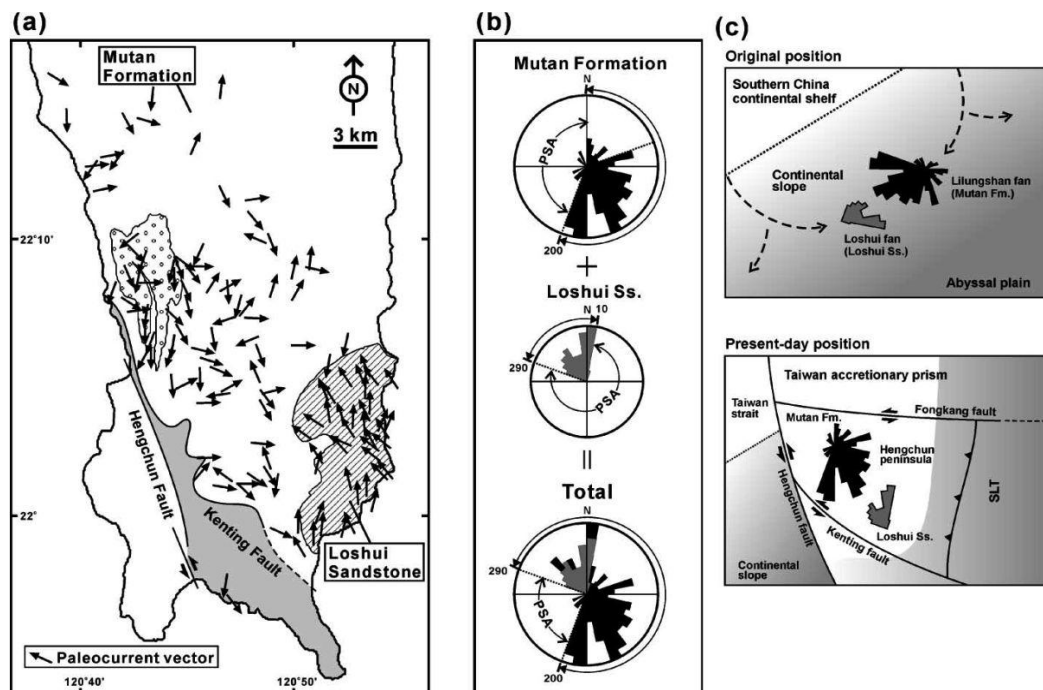 (a)
Mutan
Formation
N
3 km
22°10'
22°
Hengchun Fault
Kenting Fault
Loshui
Sandstone
Paleocurrent vector
120°40'
120°50'
(b)
Mutan Formation
N
PSA
200
+
Loshui Ss.
N
10
290
PSA
=
Total
N
290
PSA
200
(c)
Original position
Southern China
continental shelf
Continental
slope
Lilungshan fan
(Mutan Fm.)
Loshui fan
(Loshui Ss.)
Abyssal plain
Present-day position
Taiwan accretionary prism
Taiwan
strait
Mutan Fm.
Fongkang fault
Hengchun
peninsula
Hengchun fault
SLT
Loshui Ss.
Kenting fault
Continental
slope